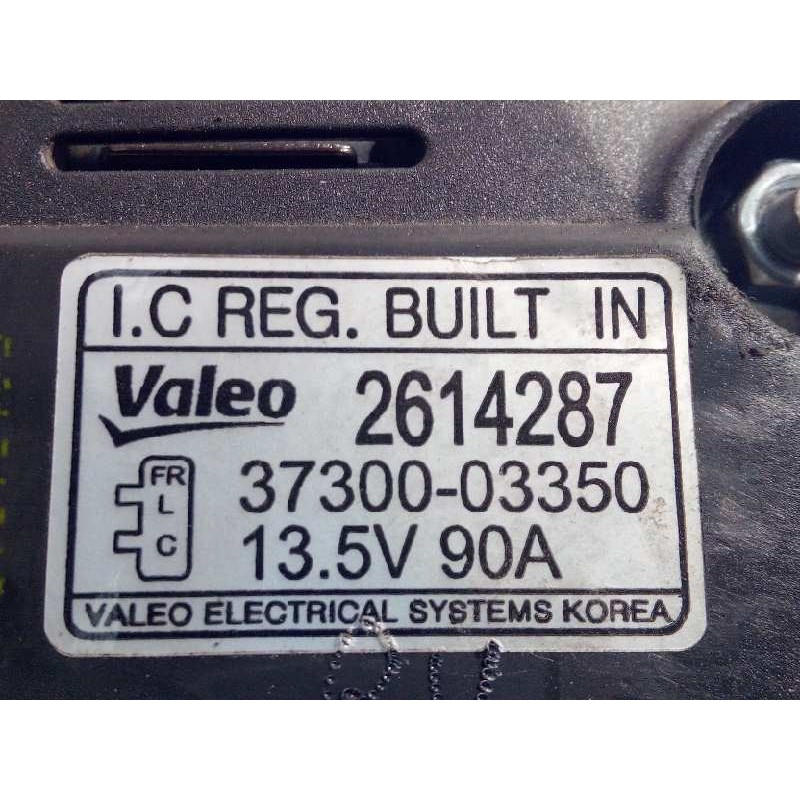 I.C REG. BUILT IN
Valeo 2614287
FR
L
C
37300-03350
13.5V 90A
VALEO ELECTRICAL SYSTEMS KOREA